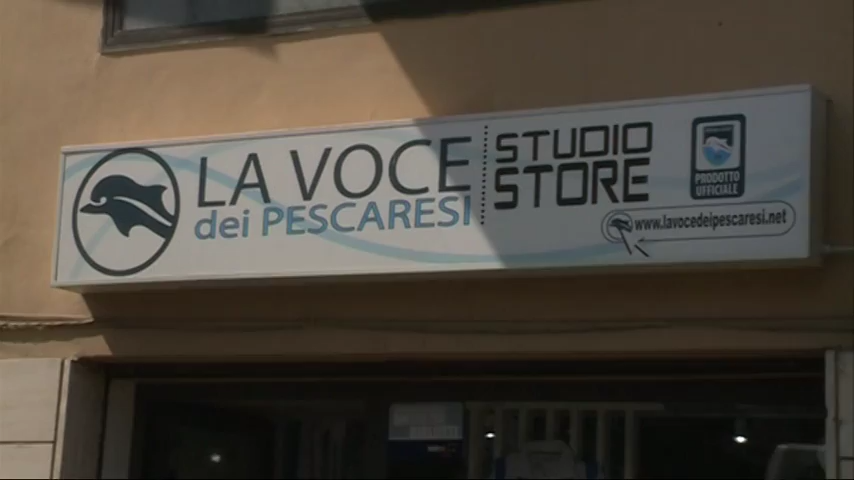 LA VOCE
dei PESCARESI
STUDIO
STORE
PRODOTTO
UFFICIALE
www.lavocedeipescaresi.net